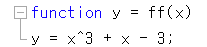 function y = ff(x)
y = x^3 + x - 3;